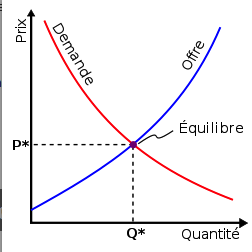 Prix
Demande
Offre
Équilibre
P*
Q*
Quantité